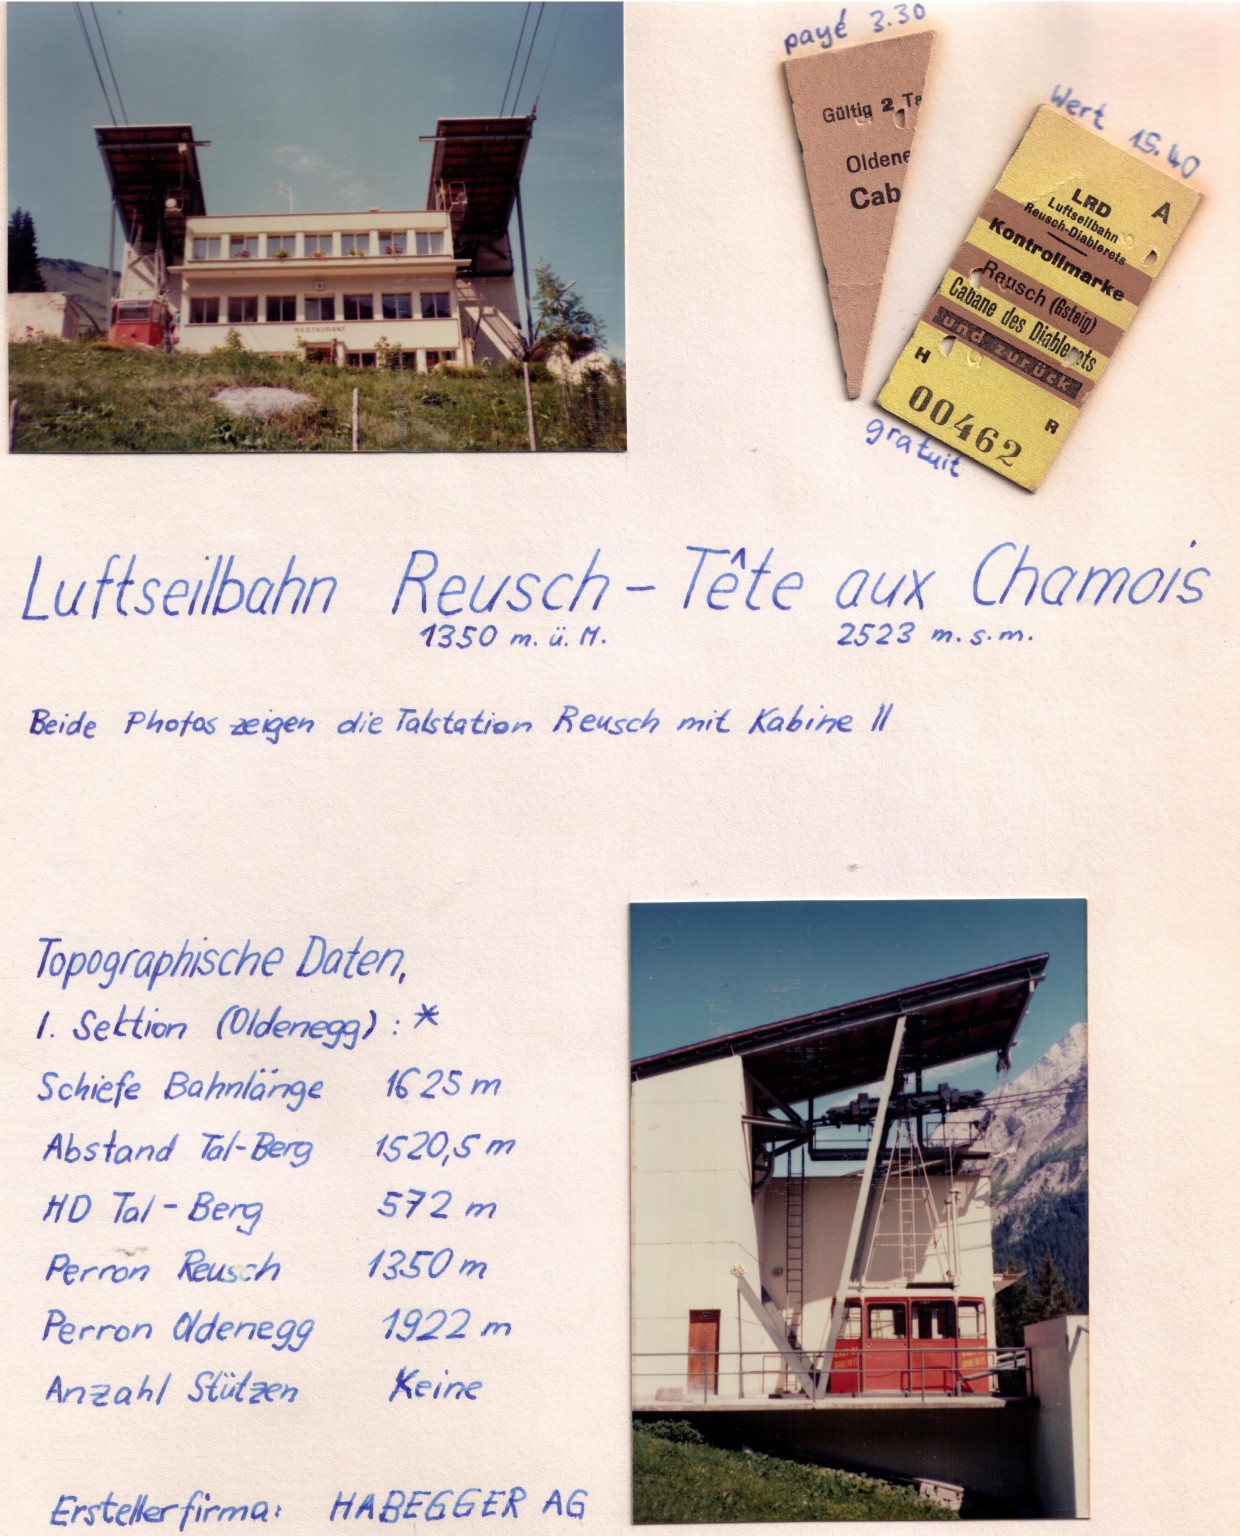 payé 3.30
Gültig 2 Ta
Oldene
Cab
Wert 15.40
LRD
A
Luftseilbahn
Reusch-Diablerets
Kontrollmarke
Reusch (Gsteig)
Cabane des Diablerets
und zurück
H
R
00462
gratuit
RESTAURANT
Luftseilbahn Reusch - Tête aux Chamois
1350 m. ü. M. 2523 m. s. m.
Beide Photos zeigen die Talstation Reusch mit Kabine II
Topographische Daten,
1. Sektion (Oldenegg) : *
Schiefe Bahnlänge 1625 m
Abstand Tal-Berg 1520,5 m
HD Tal - Berg 572 m
Perron Reusch 1350 m
Perron Oldenegg 1922 m
Anzahl Stützen Keine
Erstellerfirma: HABEGGER AG